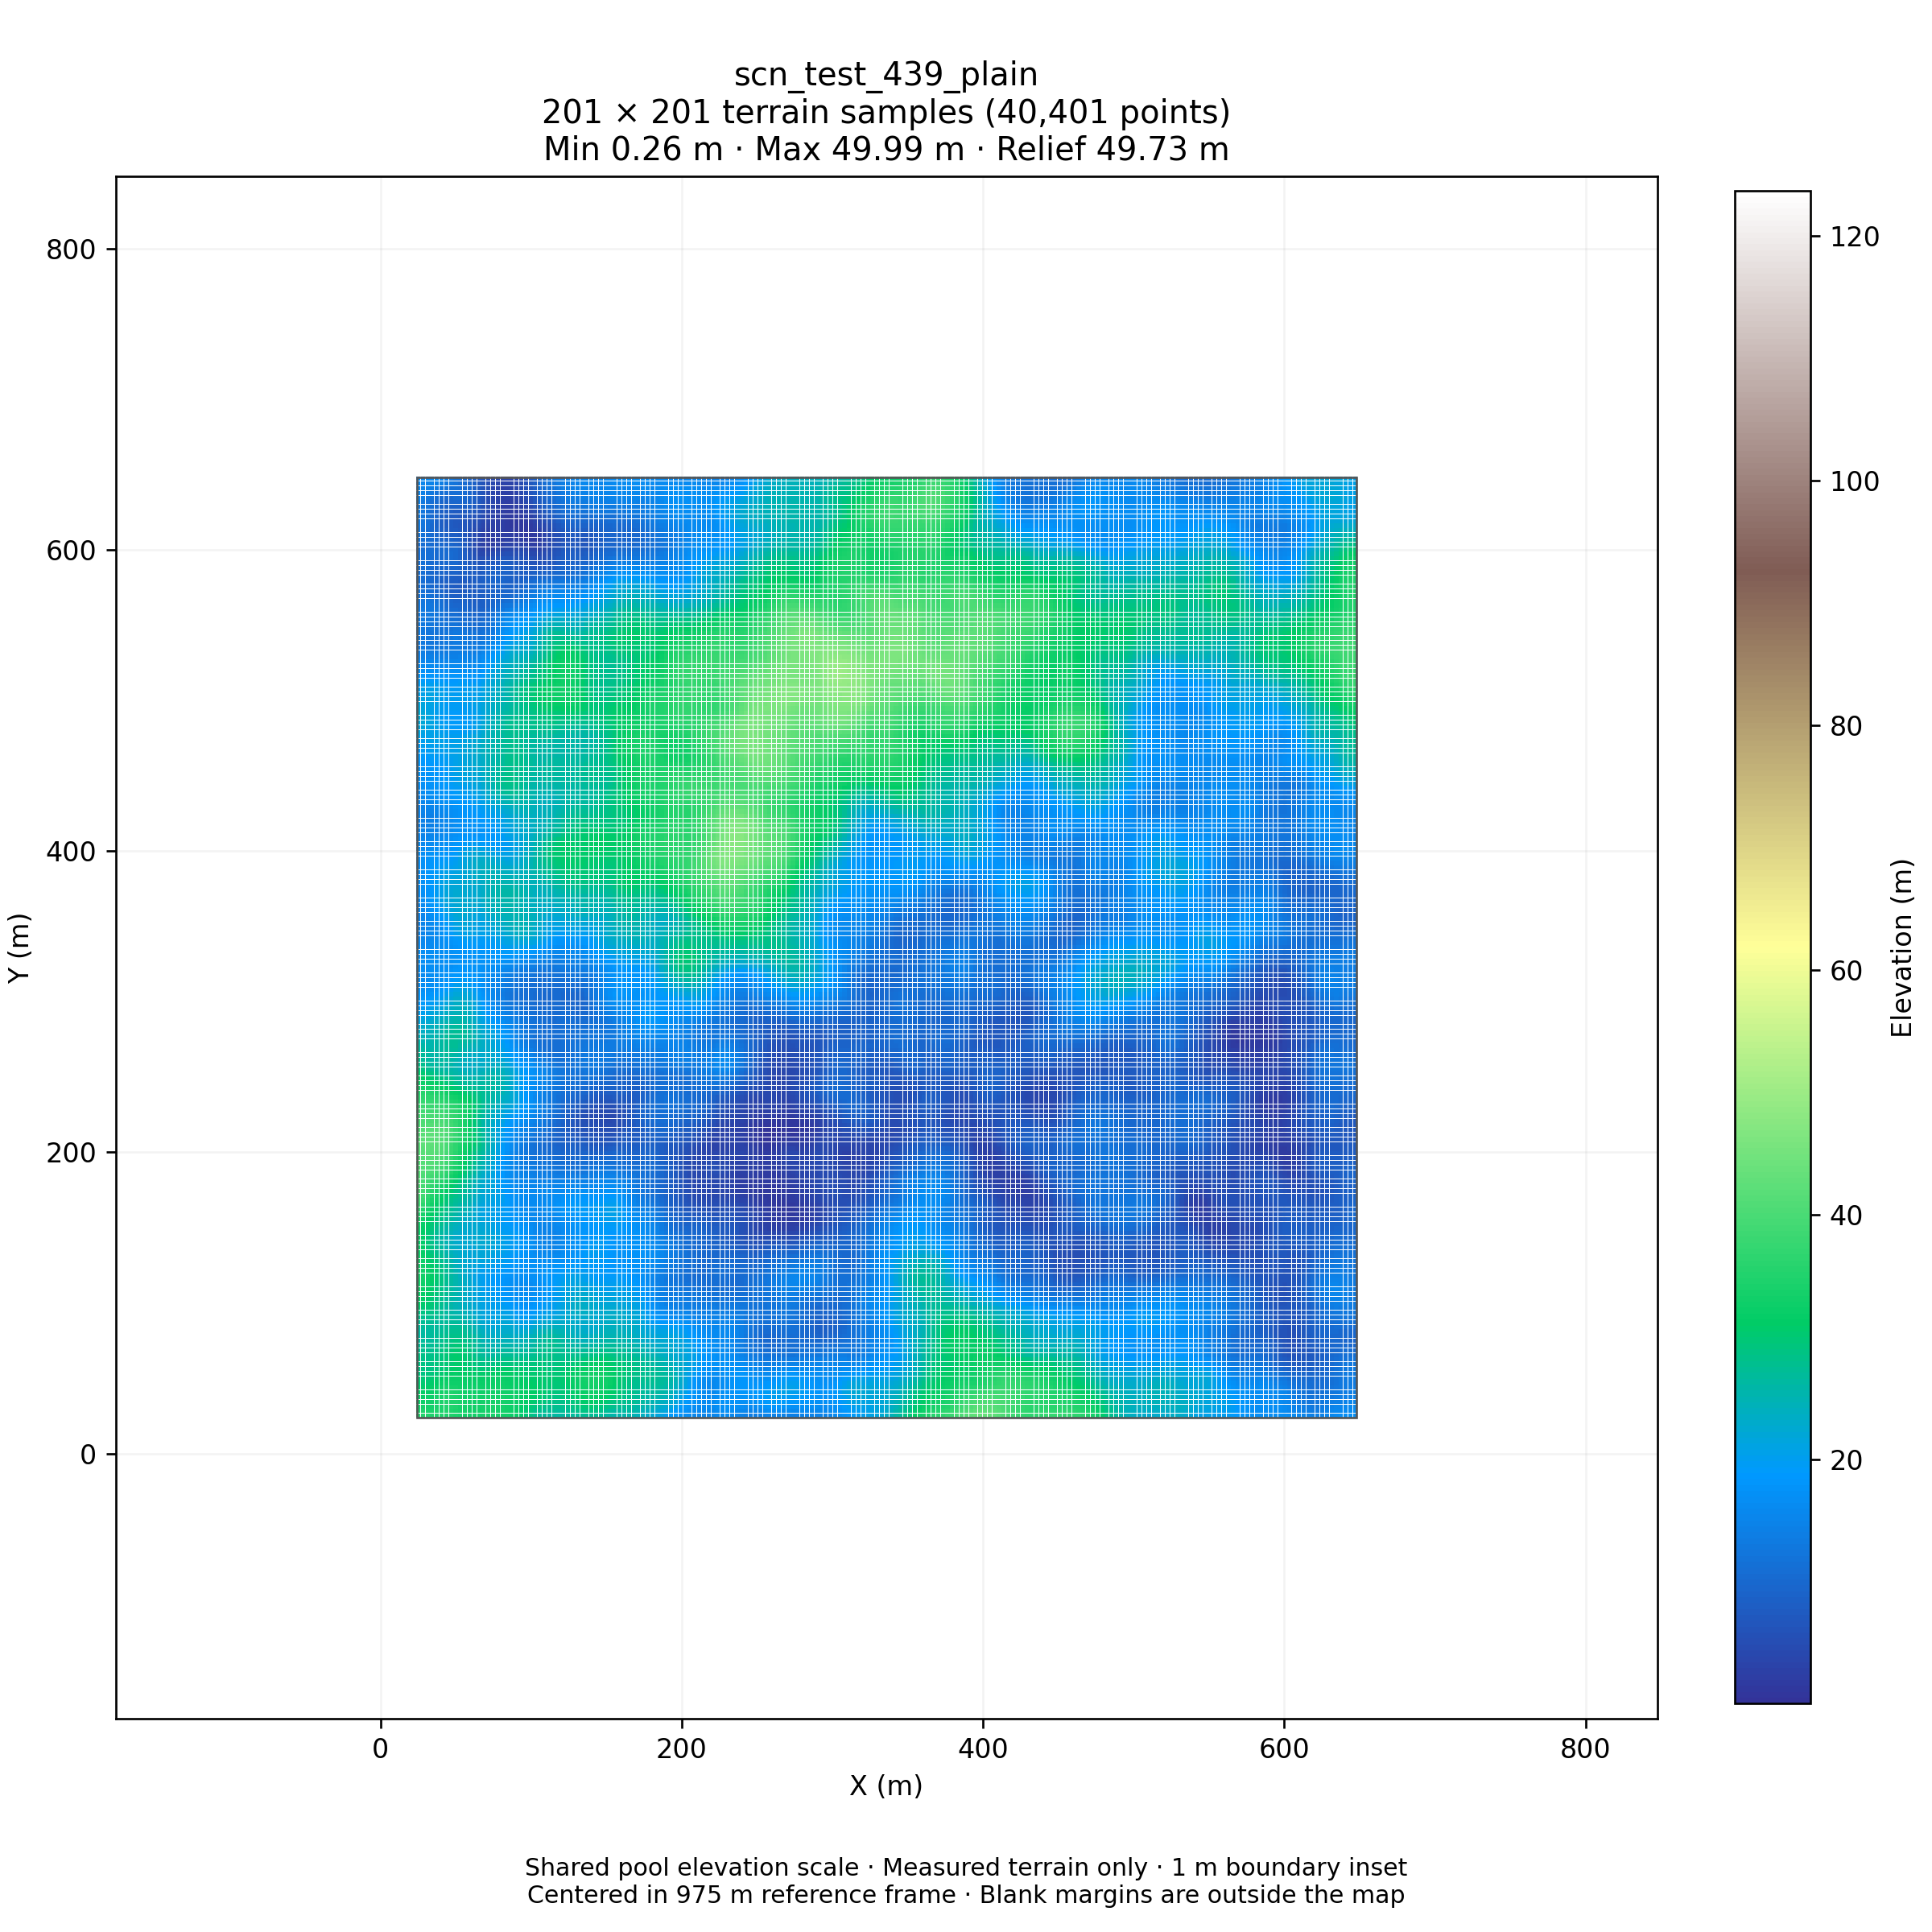 scn_test_439_plain
201 × 201 terrain samples (40,401 points)
Min 0.26 m · Max 49.99 m · Relief 49.73 m
800
600
400
200
0
Y (m)
0
200
400
600
800
X (m)
120
100
80
60
40
20
Elevation (m)
Shared pool elevation scale · Measured terrain only · 1 m boundary inset
Centered in 975 m reference frame · Blank margins are outside the map